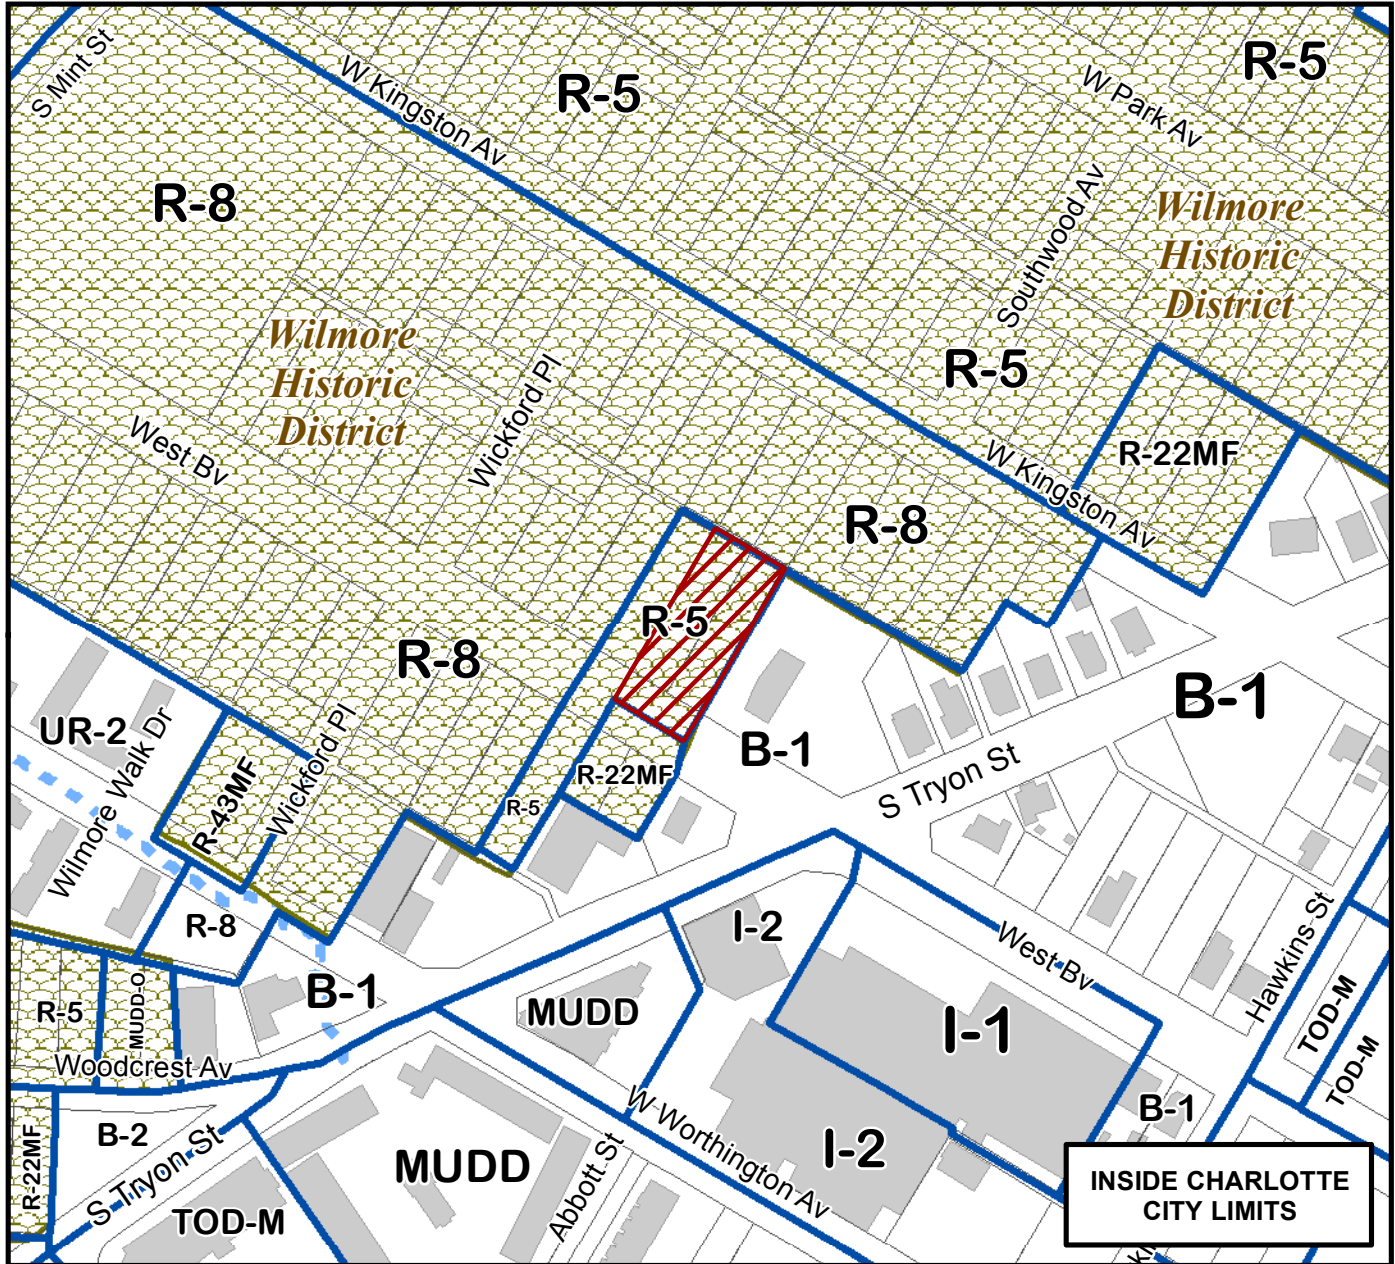 S Mint St
W Kingston Av
R-5
W Park Av
R-5
R-8
Southwood Av
Wilmore
Historic
District
Wilmore
Historic
District
R-5
Wickford Pl
West Bv
W Kingston Av
R-22MF
R-8
R-5
R-8
B-1
UR-2
Wilmore Walk Dr
R-43MF
Wickford Pl
B-1
R-22MF
R-5
S Tryon St
R-8
I-2
West Bv
Hawkins St
B-1
R-5
MUDD-O
MUDD
I-1
TOD-M
TOD-M
Woodcrest Av
B-2
R-22MF
S Tryon St
TOD-M
MUDD
Abbott St
W Worthington Av
I-2
B-1
INSIDE CHARLOTTE
CITY LIMITS